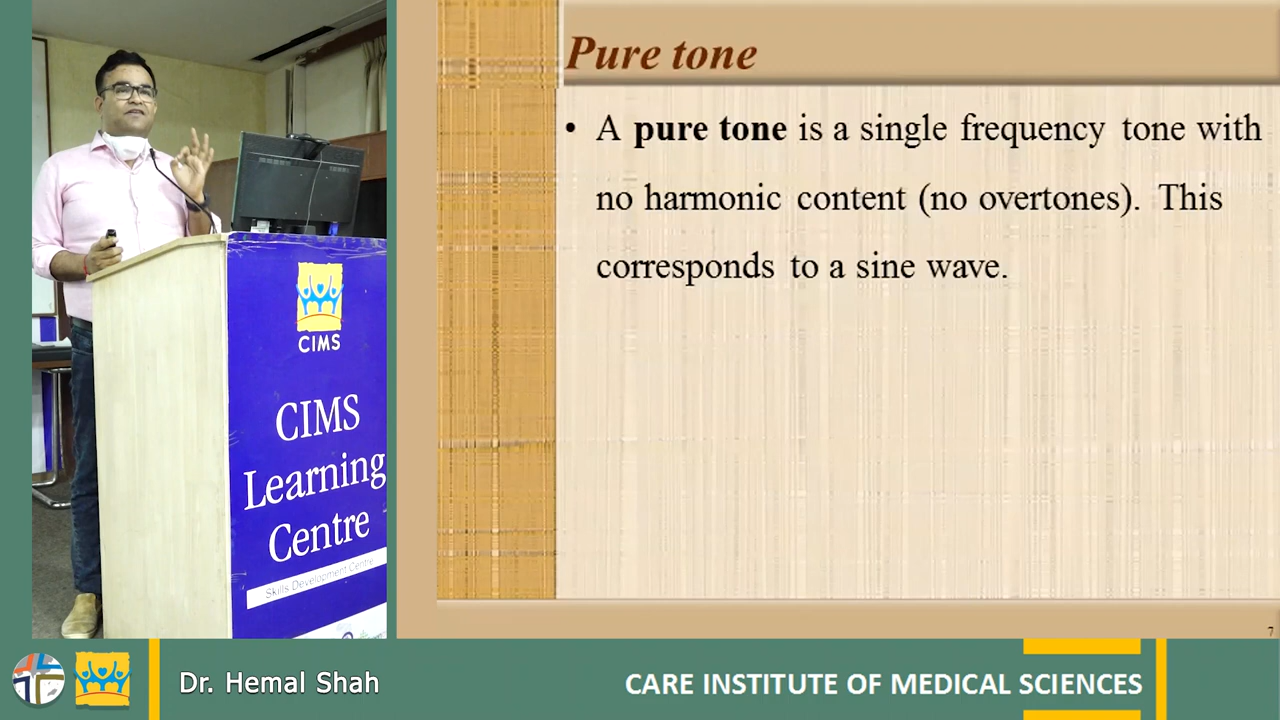 Pure tone
• A pure tone is a single frequency tone with
no harmonic content (no overtones). This
corresponds to a sine wave.
7
CIMS
CIMS
Learning
Centre
Skills Development Centre
Dr. Hemal Shah
CARE INSTITUTE OF MEDICAL SCIENCES